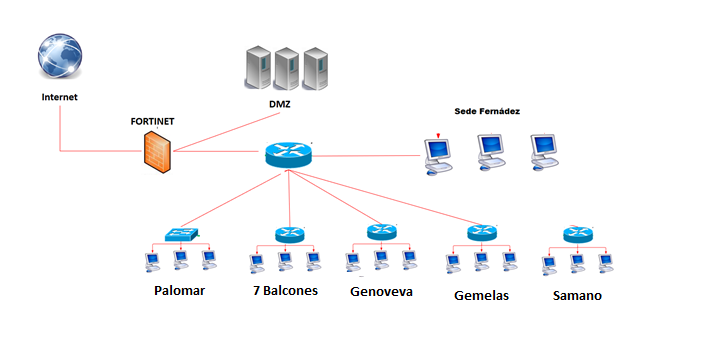 Internet
FORTINET
DMZ
Sede Fernádez
Palomar
7 Balcones
Genoveva
Gemelas
Samano